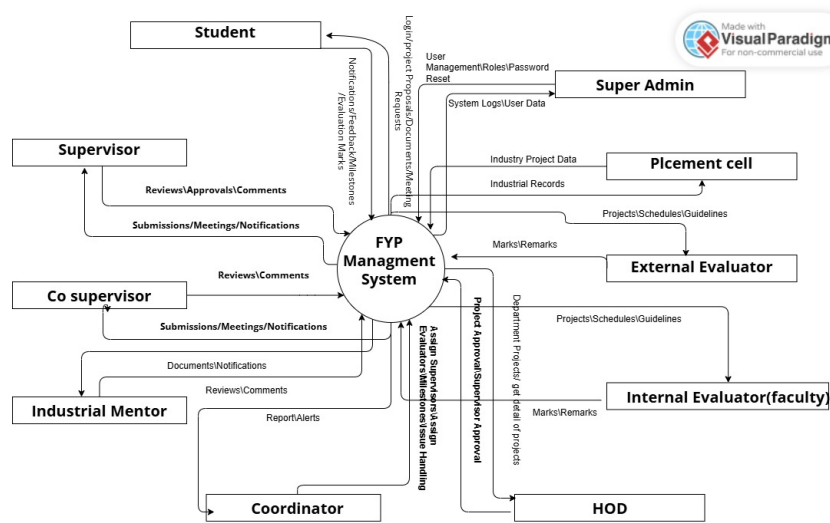 Made with
Visual Paradigm
For non-commercial use
Student
Login/project Proposals/Documents/Meeting
Requests
Notifications/Feedback/Milestones
/Evaluation Marks
User
Management\Roles\Password
Reset
Super Admin
System Logs\User Data
Supervisor
Reviews\Approvals\Comments
Submissions/Meetings/Notifications
Industry Project Data
Plcement cell
Industrial Records
Projects\Schedules\Guidelines
Marks\Remarks
External Evaluator
FYP
Managment
System
Reviews\Comments
Co supervisor
Submissions/Meetings/Notifications
Documents\Notifications
Reviews\Comments
Industrial Mentor
Report\Alerts
Assign Supervisors\Assign
Evaluators\Milestones\Issue Handling
Project Approval\Supervisor Approval
Department Projects/ get detail of projects
Projects\Schedules\Guidelines
Internal Evaluator(faculty)
Marks\Remarks
Coordinator
HOD